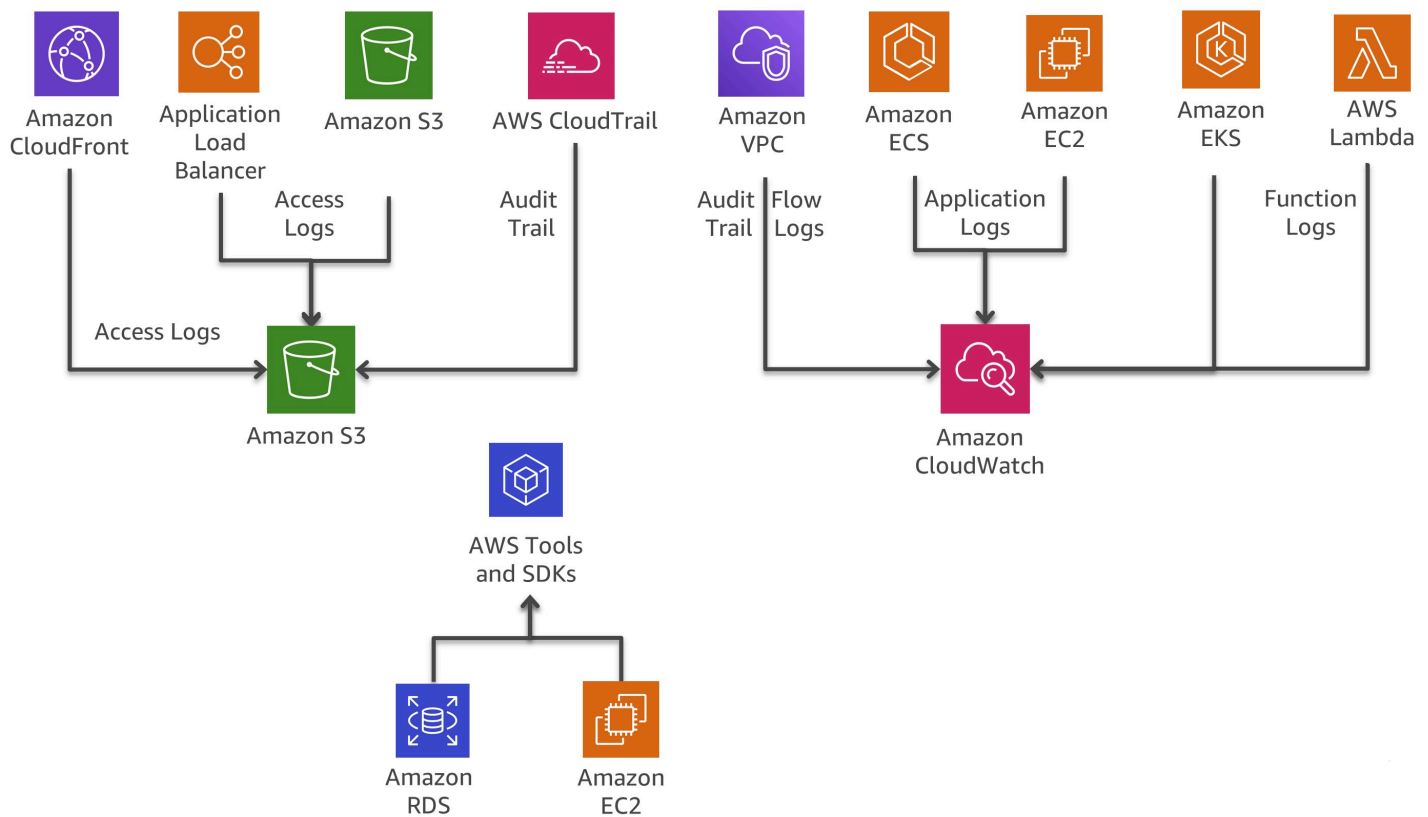 Amazon
CloudFront
Application
Load
Balancer
Amazon S3
AWS CloudTrail
Amazon
VPC
Amazon
ECS
Amazon
EC2
Amazon
EKS
AWS
Lambda
Access
Logs
Audit
Trail
Audit
Trail
Flow
Logs
Application
Logs
Function
Logs
Access Logs
Amazon S3
Amazon
CloudWatch
AWS Tools
and SDKs
Amazon
RDS
Amazon
EC2